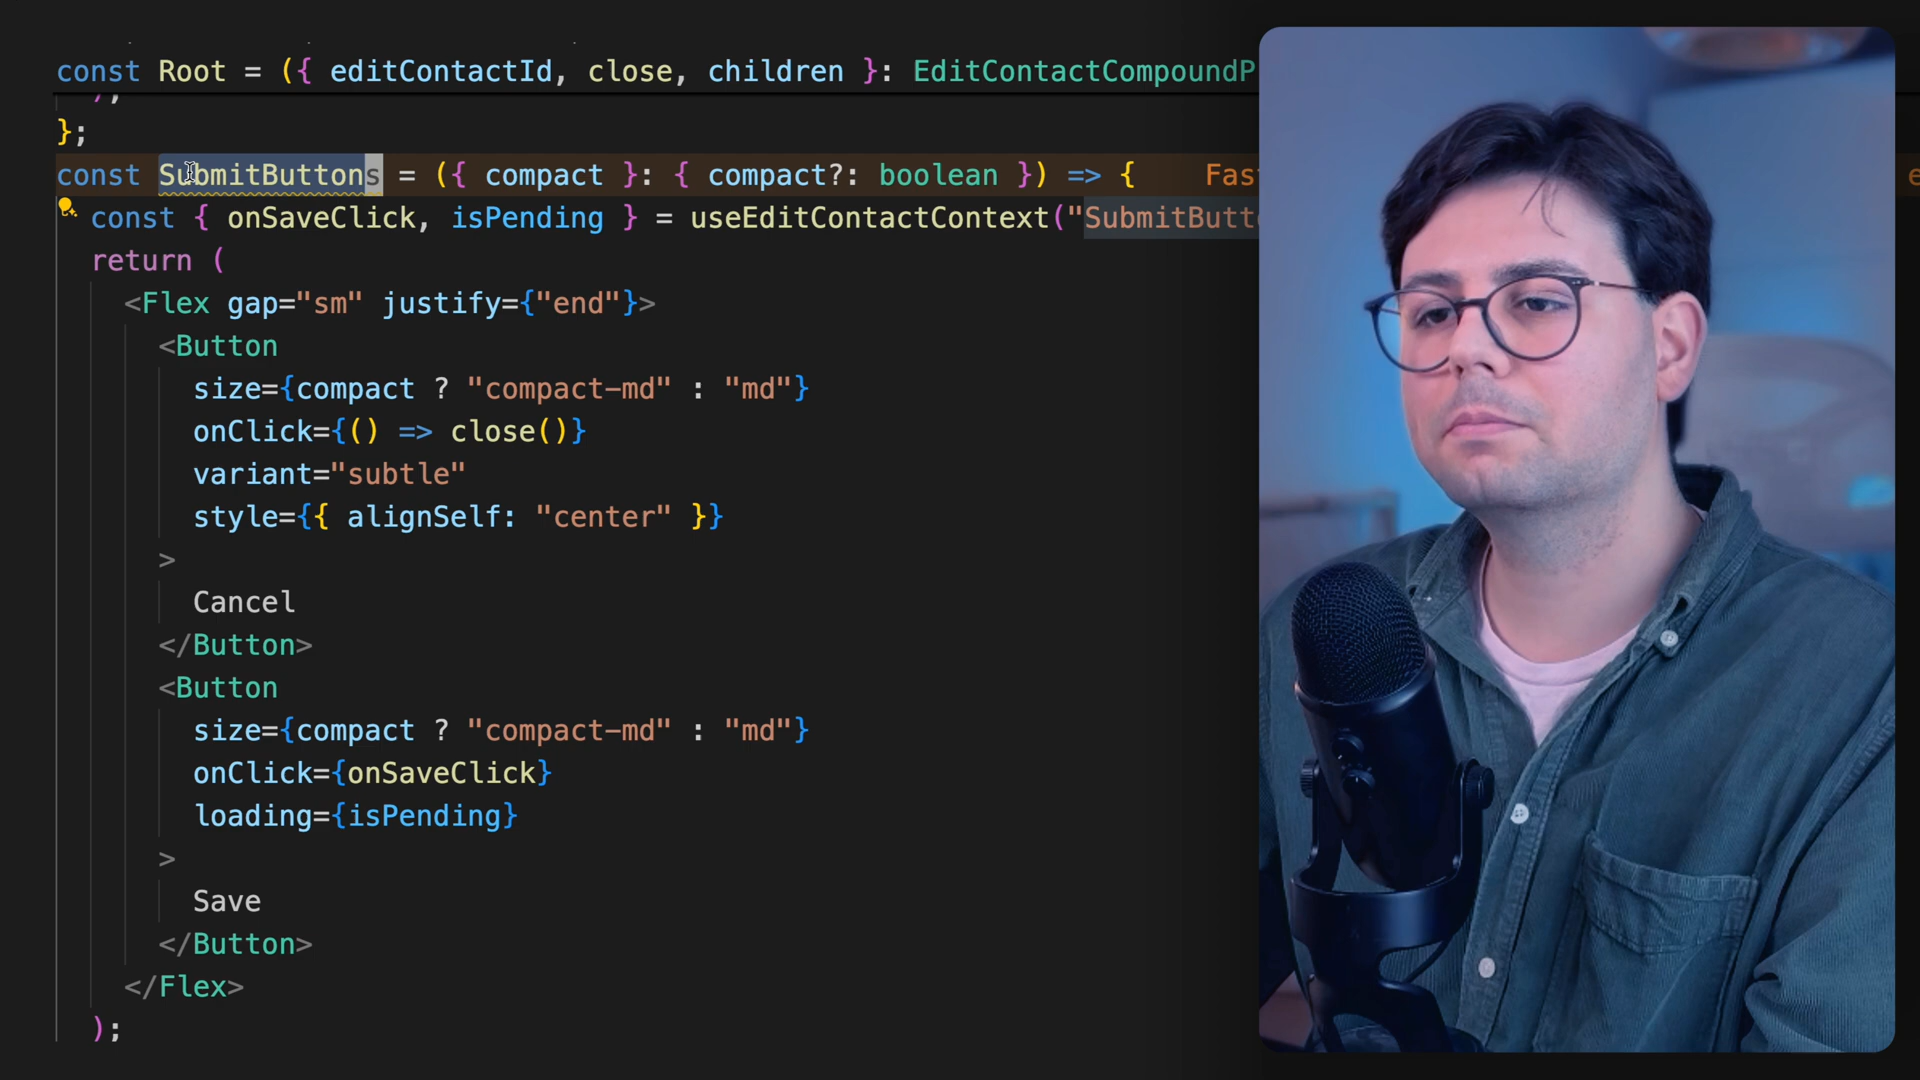 const Root = ({ editContactId, close, children }: EditContactCompoundP
};
const SubmitButtons = ({ compact }: { compact?: boolean }) => { Fas
const { onSaveClick, isPending } = useEditContactContext("SubmitButt
return (
<Flex gap="sm" justify={"end"}>
<Button
size={compact ? "compact-md" : "md"}
onClick={() => close()}
variant="subtle"
style={{ alignSelf: "center" }}
>
Cancel
</Button>
<Button
size={compact ? "compact-md" : "md"}
onClick={onSaveClick}
loading={isPending}
>
Save
</Button>
</Flex>
);